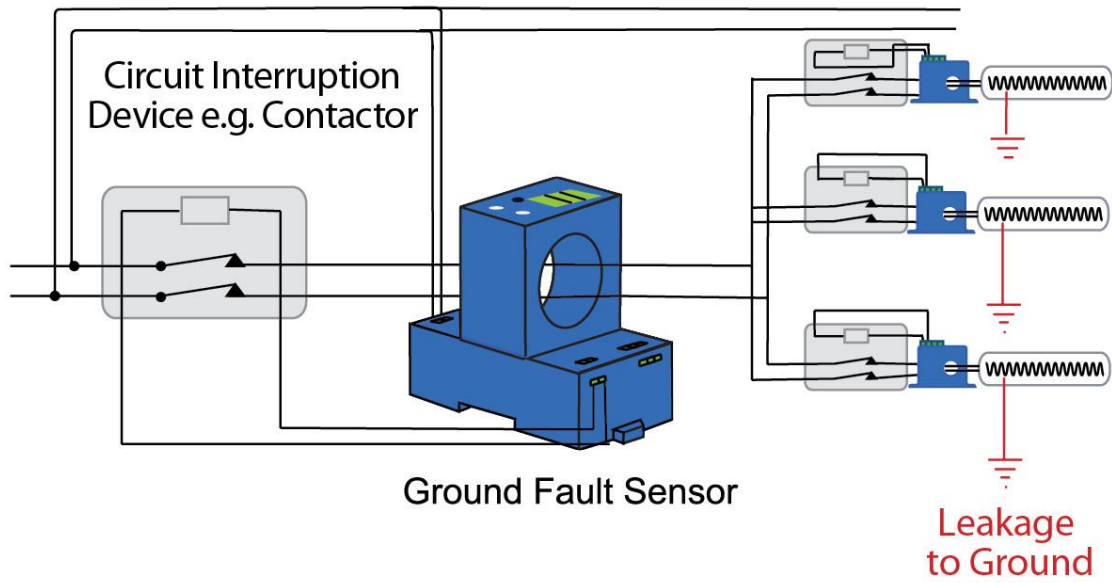 Circuit Interruption
Device e.g. Contactor
Ground Fault Sensor
Leakage
to Ground